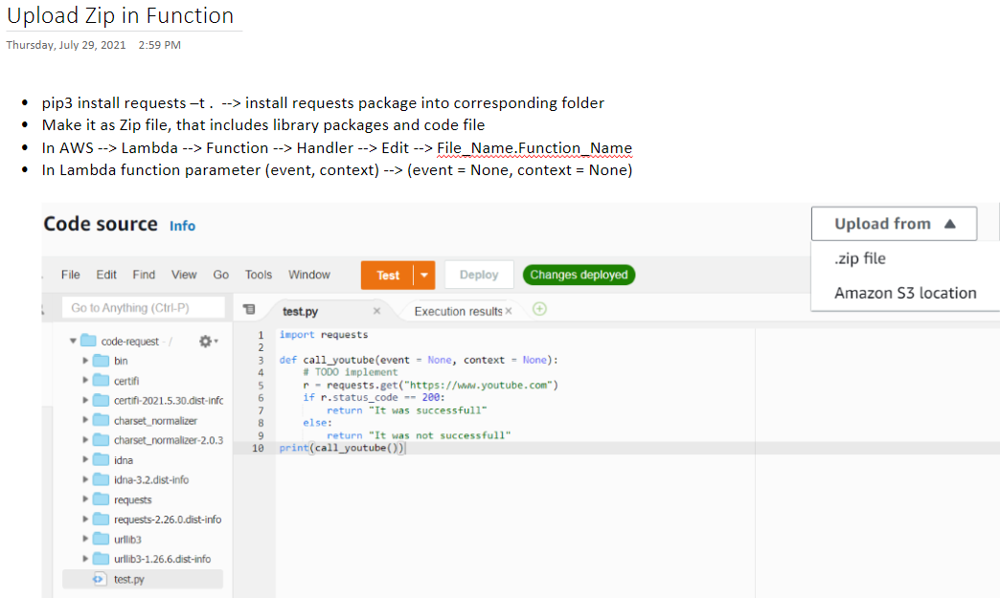 Upload Zip in Function
Thursday, July 29, 2021 2:59 PM
• pip3 install requests –t . --> install requests package into corresponding folder
• Make it as Zip file, that includes library packages and code file
• In AWS --> Lambda --> Function --> Handler --> Edit --> File_Name.Function_Name
• In Lambda function parameter (event, context) --> (event = None, context = None)
Code source Info
Upload from ▲
.zip file
Amazon S3 location
File Edit Find View Go Tools Window Test Deploy Changes deployed
Go to Anything (Ctrl-P)
test.py × Execution results ×
code-request - /
bin
certifi
certifi-2021.5.30.dist-info
charset_normalizer
charset_normalizer-2.0.3
idna
idna-3.2.dist-info
requests
requests-2.26.0.dist-info
urllib3
urllib3-1.26.6.dist-info
test.py
1 import requests
2
3 def call_youtube(event = None, context = None):
4     # TODO implement
5     r = requests.get("https://www.youtube.com")
6     if r.status_code == 200:
7         return "It was successfull"
8     else:
9         return "It was not successfull"
10 print(call_youtube())